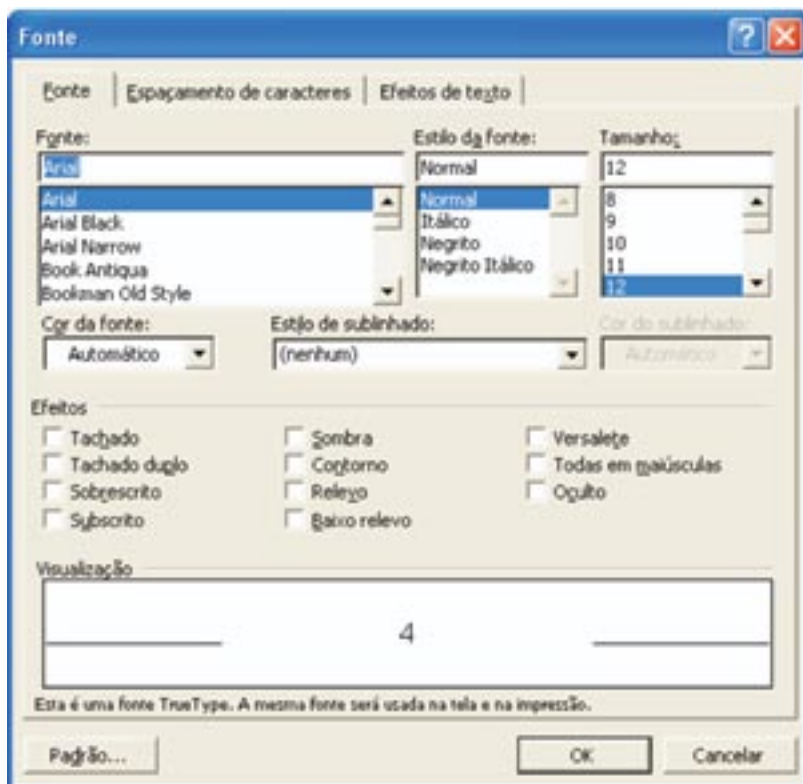 Fonte
Fonte Espaçamento de caracteres Efeitos de texto
Fonte: Estilo da fonte: Tamanho:
Arial Normal 12
Arial Normal 8
Arial Black Itálico 9
Arial Narrow Negrito 10
Book Antiqua Negrito Itálico 11
Bookman Old Style 12
Cor da fonte: Estilo de sublinhado: Cor do sublinhado:
Automático (nenhum) Automático
Efeitos
Tachado Sombra Versalete
Tachado duplo Contorno Todas em maiúsculas
Sobrescrito Relevo Oculto
Subscrito Baixo relevo
Visualização
4
Esta é uma fonte TrueType. A mesma fonte será usada na tela e na impressão.
Padrão... OK Cancelar